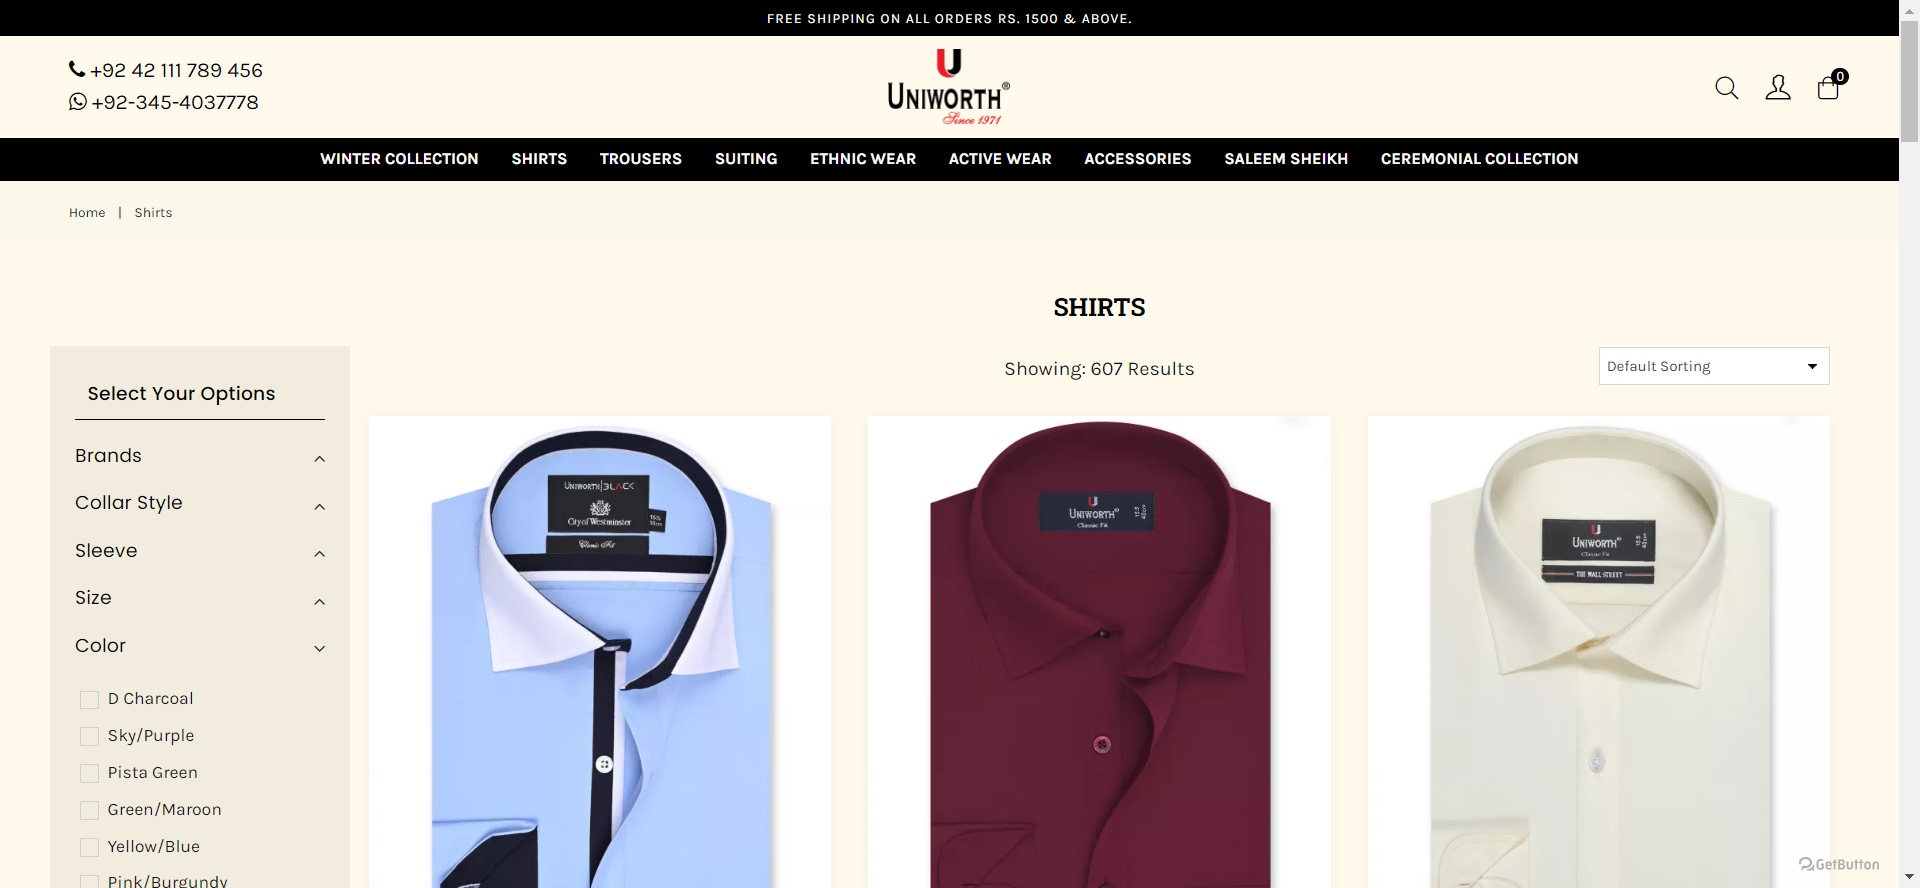 FREE SHIPPING ON ALL ORDERS RS. 1500 & ABOVE.
+92 42 111 789 456
+92-345-4037778
UNIWORTH®
Since 1971
0
WINTER COLLECTION SHIRTS TROUSERS SUITING ETHNIC WEAR ACTIVE WEAR ACCESSORIES SALEEM SHEIKH CEREMONIAL COLLECTION
Home | Shirts
SHIRTS
Showing: 607 Results
Default Sorting
Select Your Options
Brands
Collar Style
Sleeve
Size
Color
D Charcoal
Sky/Purple
Pista Green
Green/Maroon
Yellow/Blue
Pink/Burgundy
UNIWORTH|BLACK
City of Westminster
Classic Fit
UNIWORTH®
Classic Fit
UNIWORTH®
Classic Fit
THE WALL STREET
GetButton